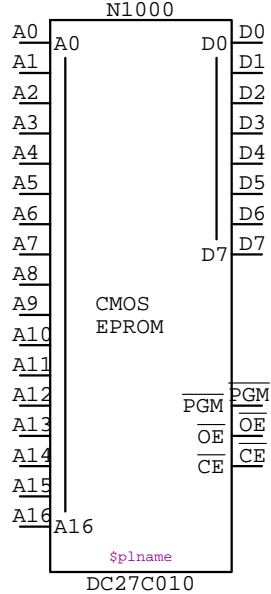 N1000
A0 A0 D0 D0
A1 D1
A2 D2
A3 D3
A4 D4
A5 D5
A6 D6
A7 D7 D7
A8
A9 CMOS
EPROM
A10
A11
A12 PGM PGM
A13 OE OE
A14 CE CE
A15
A16 A16
$plname
DC27C010